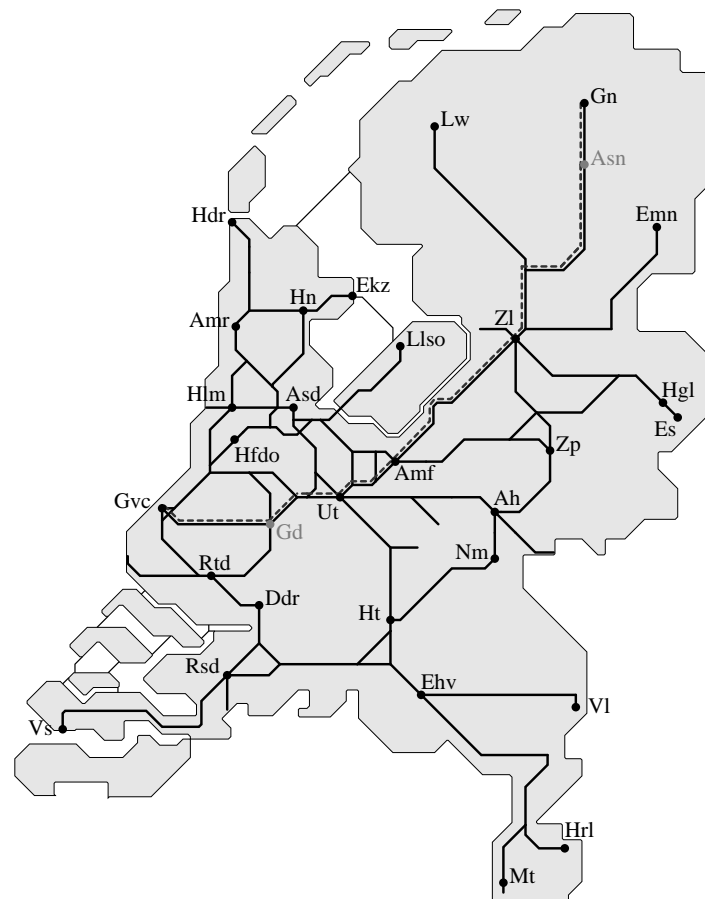 Gn
Lw
Asn
Emn
Hdr
Ekz
Hn
Amr
Zl
Llso
Hlm
Asd
Hgl
Es
Hfdo
Zp
Amf
Gvc
Ut
Ah
Gd
Nm
Rtd
Ddr
Ht
Rsd
Ehv
Vl
Vs
Hrl
Mt